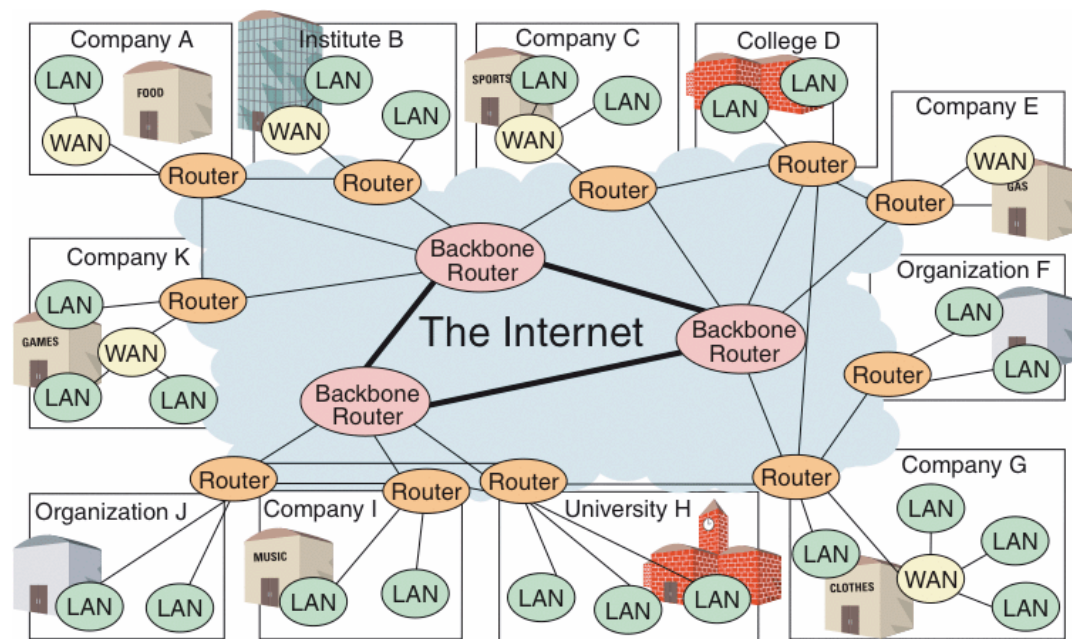 Company A
Institute B
Company C
College D
Company E
LAN
FOOD
WAN
Router
LAN
WAN
LAN
Router
SPORTS
LAN
LAN
WAN
Router
LAN
LAN
Router
WAN
GAS
Router
Company K
LAN
Router
GAMES
WAN
LAN
LAN
Backbone
Router
The Internet
Backbone
Router
Backbone
Router
Organization F
LAN
Router
LAN
Router
Router
Router
Router
Organization J
LAN
LAN
Company I
MUSIC
LAN
LAN
University H
LAN
LAN
LAN
Company G
LAN
LAN
LAN
WAN
CLOTHES
LAN